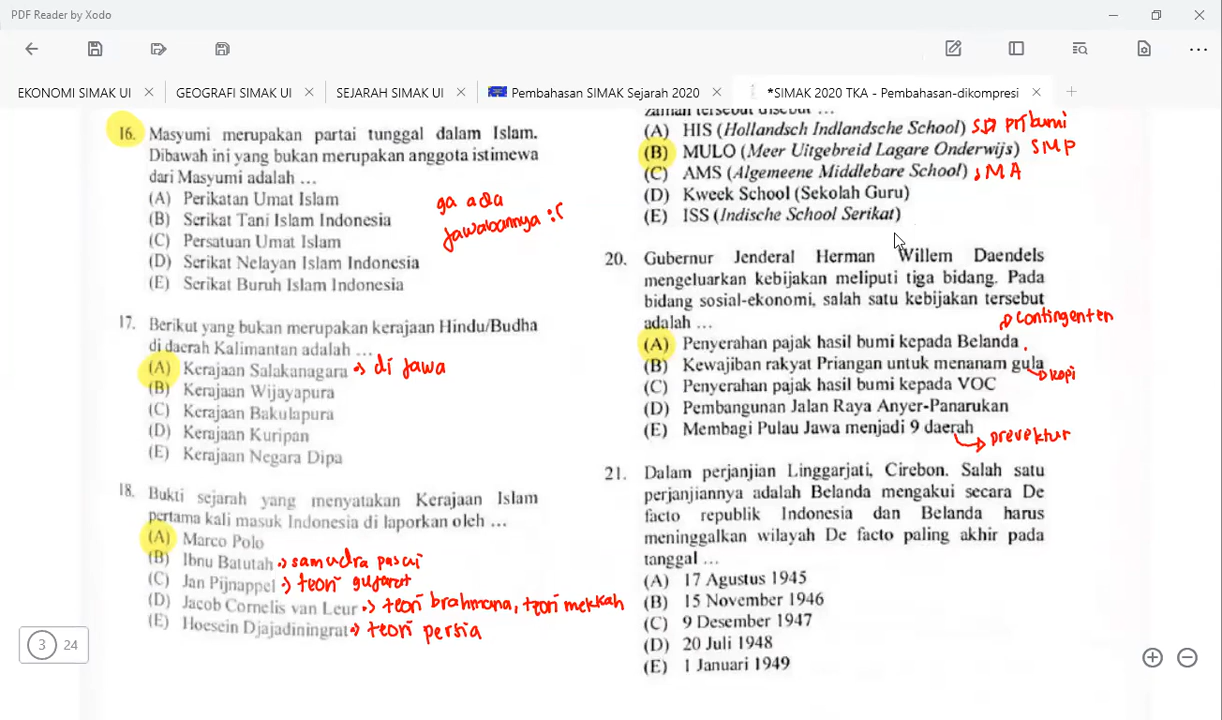 PDF Reader by Xodo
EKONOMI SIMAK UI
GEOGRAFI SIMAK UI
SEJARAH SIMAK UI
Pembahasan SIMAK Sejarah 2020
*SIMAK 2020 TKA - Pembahasan-dikompresi
16. Masyumi merupakan partai tunggal dalam Islam.
Dibawah ini yang bukan merupakan anggota istimewa
dari Masyumi adalah ...
(A) Perikatan Umat Islam
(B) Serikat Tani Islam Indonesia
(C) Persatuan Umat Islam
(D) Serikat Nelayan Islam Indonesia
(E) Serikat Buruh Islam Indonesia
ga ada
jawabannya :(
17. Berikut yang bukan merupakan kerajaan Hindu/Budha
di daerah Kalimantan adalah ...
(A) Kerajaan Salakanagara di jawa
(B) Kerajaan Wijayapura
(C) Kerajaan Bakulapura
(D) Kerajaan Kuripan
(E) Kerajaan Negara Dipa
18. Bukti sejarah yang menyatakan Kerajaan Islam
pertama kali masuk Indonesia di laporkan oleh ...
(A) Marco Polo
(B) Ibnu Batutah samudra pasai
(C) Jan Pijnappel teori gujarat
(D) Jacob Cornelis van Leur teori brahmana, teori mekkah
(E) Hoesein Djajadiningrat teori persia
3 24
zaman tersebut disebut ...
(A) HIS (Hollandsch Indlandsche School) SD pribumi
(B) MULO (Meer Uitgebreid Lagare Onderwijs) SMP
(C) AMS (Algemeene Middlebare School) SMA
(D) Kweek School (Sekolah Guru)
(E) ISS (Indische School Serikat)
20. Gubernur Jenderal Herman Willem Daendels
mengeluarkan kebijakan meliputi tiga bidang. Pada
bidang sosial-ekonomi, salah satu kebijakan tersebut
adalah ...
contingenten
(A) Penyerahan pajak hasil bumi kepada Belanda
(B) Kewajiban rakyat Priangan untuk menanam gula
kopi
(C) Penyerahan pajak hasil bumi kepada VOC
(D) Pembangunan Jalan Raya Anyer-Panarukan
(E) Membagi Pulau Jawa menjadi 9 daerah
prevektur
21. Dalam perjanjian Linggarjati, Cirebon. Salah satu
perjanjiannya adalah Belanda mengakui secara De
facto republik Indonesia dan Belanda harus
meninggalkan wilayah De facto paling akhir pada
tanggal ...
(A) 17 Agustus 1945
(B) 15 November 1946
(C) 9 Desember 1947
(D) 20 Juli 1948
(E) 1 Januari 1949